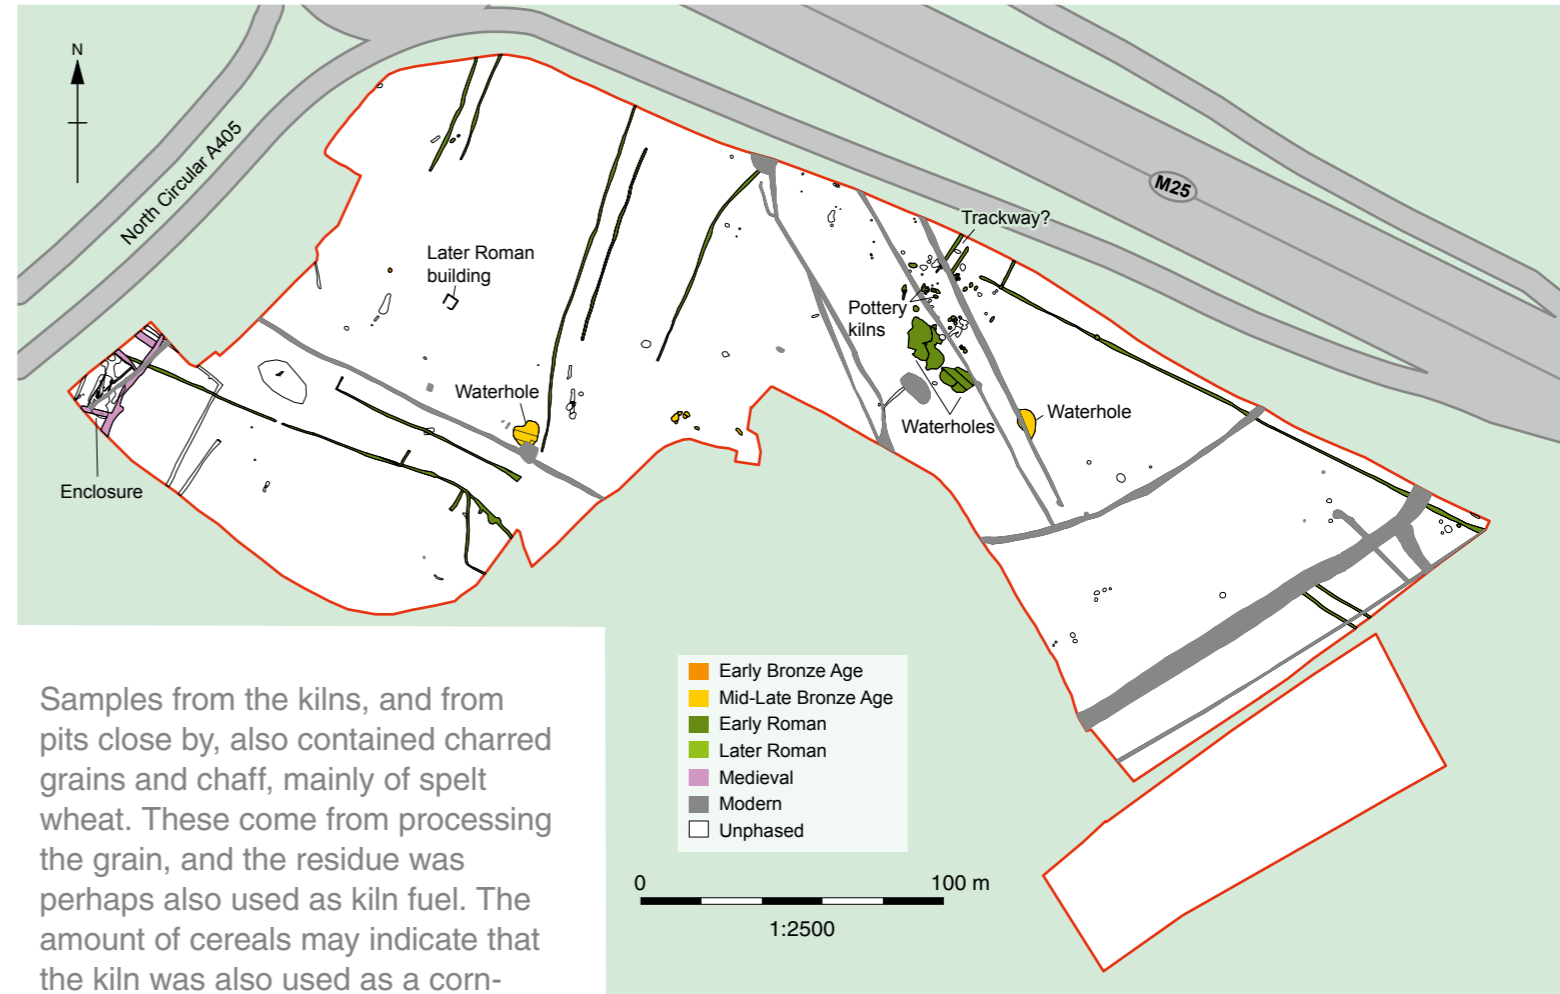 N
North Circular A405
M25
Trackway?
Later Roman
building
Pottery
kilns
Waterhole
Waterhole
Waterholes
Enclosure
Early Bronze Age
Mid-Late Bronze Age
Early Roman
Later Roman
Medieval
Modern
Unphased
0 100 m
1:2500
Samples from the kilns, and from
pits close by, also contained charred
grains and chaff, mainly of spelt
wheat. These come from processing
the grain, and the residue was
perhaps also used as kiln fuel. The
amount of cereals may indicate that
the kiln was also used as a corn-